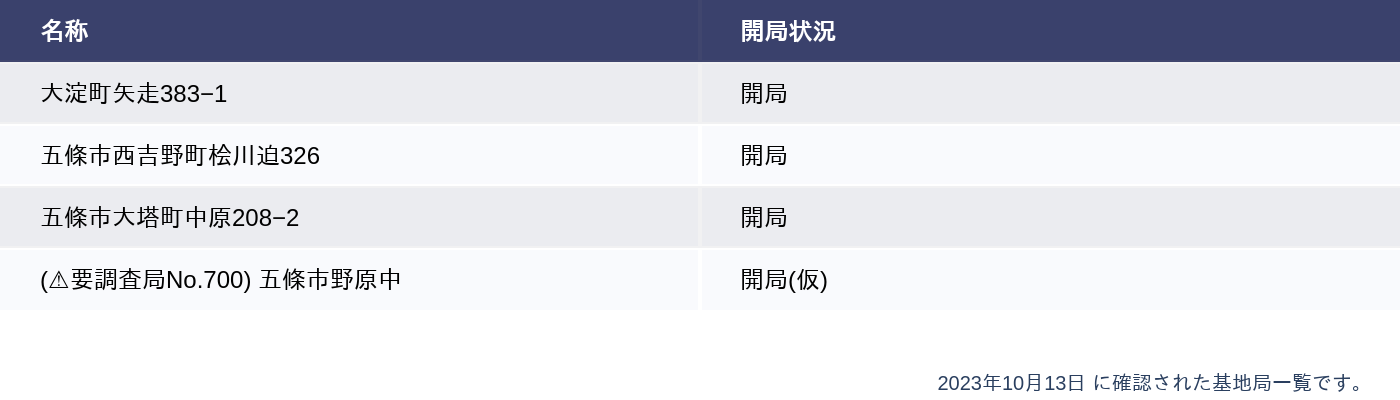 名称 開局状況
大淀町矢走383−1 開局
五條市西吉野町桧川迫326 開局
五條市大塔町中原208−2 開局
(⚠要調査局No.700) 五條市野原中 開局(仮)
2023年10月13日 に確認された基地局一覧です。